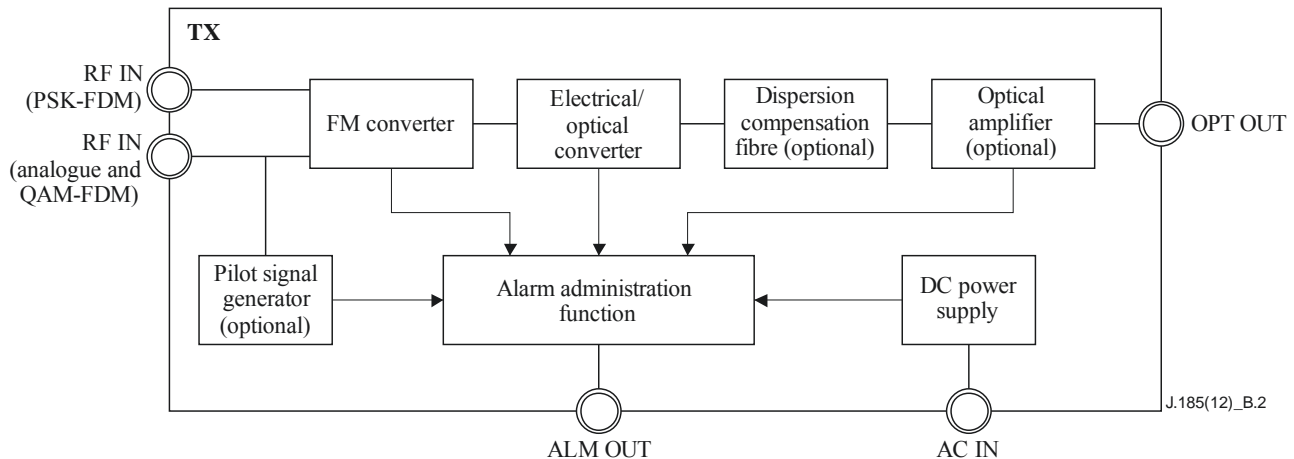 TX
RF IN
(PSK-FDM)
RF IN
(analogue and
QAM-FDM)
FM converter
Electrical/
optical
converter
Dispersion
compensation
fibre (optional)
Optical
amplifier
(optional)
OPT OUT
Pilot signal
generator
(optional)
Alarm administration
function
DC power
supply
J.185(12)_B.2
ALM OUT
AC IN